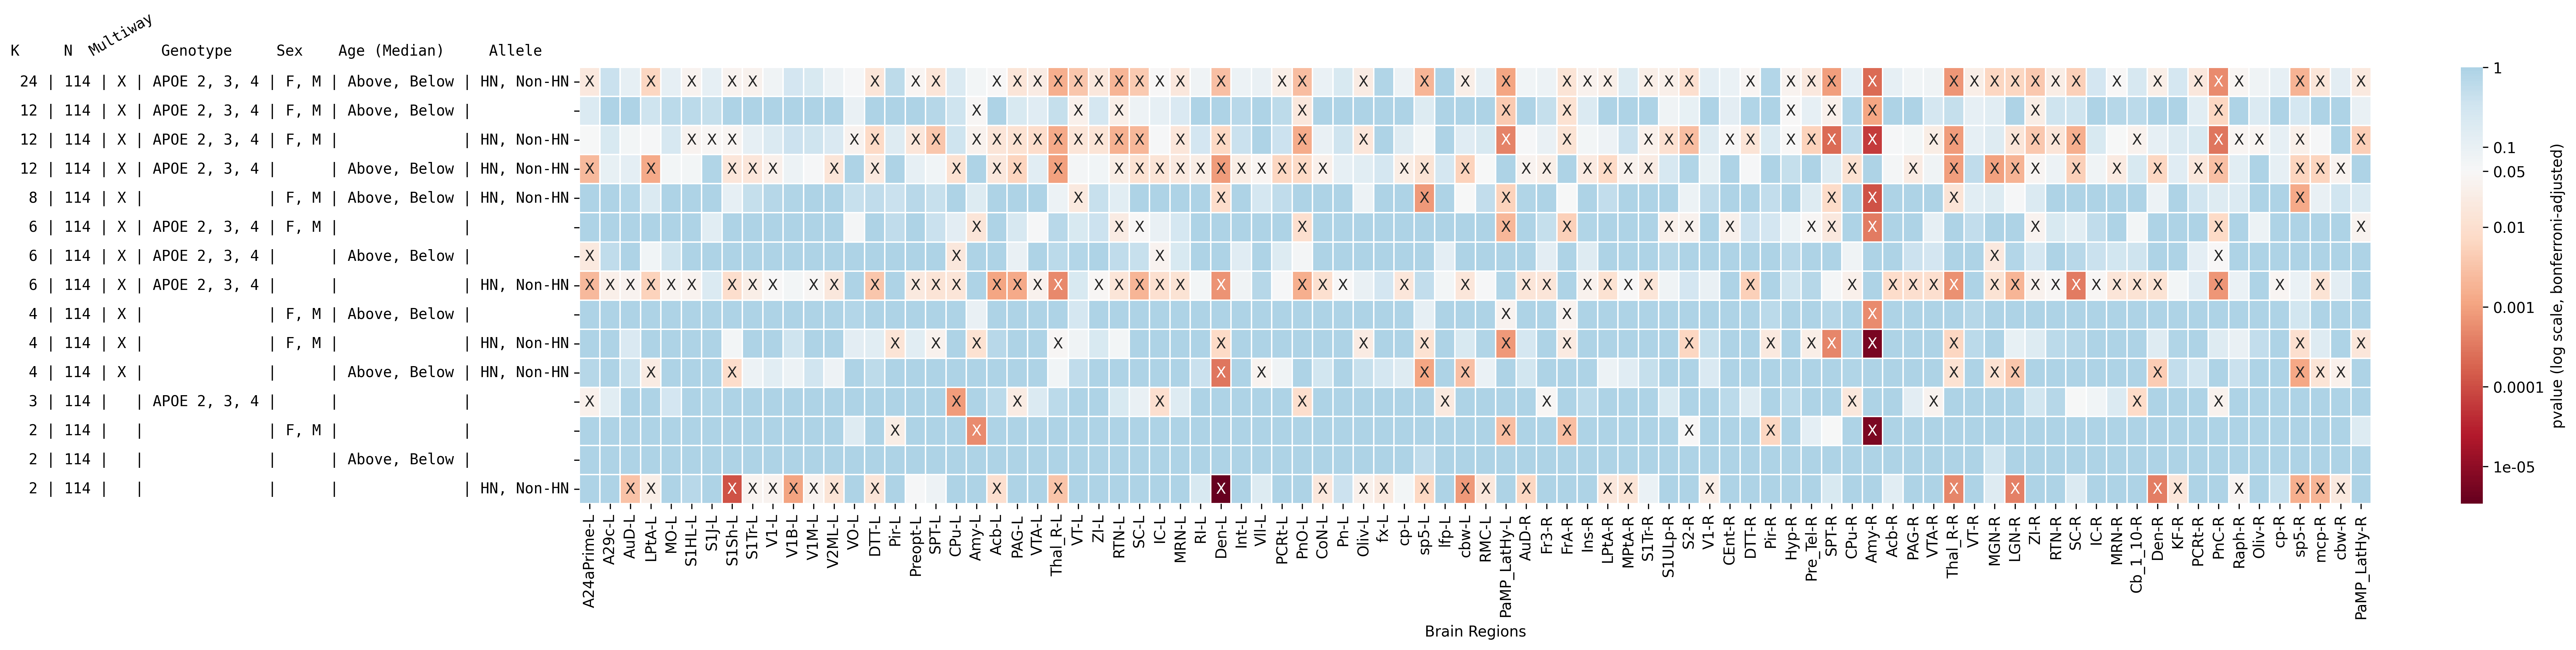 Multiway
K N Genotype Sex Age (Median) Allele
24 | 114 | X | APOE 2, 3, 4 | F, M | Above, Below | HN, Non-HN
12 | 114 | X | APOE 2, 3, 4 | F, M | Above, Below |
12 | 114 | X | APOE 2, 3, 4 | F, M | | HN, Non-HN
12 | 114 | X | APOE 2, 3, 4 | | Above, Below | HN, Non-HN
8 | 114 | X | | F, M | Above, Below | HN, Non-HN
6 | 114 | X | APOE 2, 3, 4 | F, M | |
6 | 114 | X | APOE 2, 3, 4 | | Above, Below |
6 | 114 | X | APOE 2, 3, 4 | | | HN, Non-HN
4 | 114 | X | | F, M | Above, Below |
4 | 114 | X | | F, M | | HN, Non-HN
4 | 114 | X | | | Above, Below | HN, Non-HN
3 | 114 | | APOE 2, 3, 4 | | |
2 | 114 | | | F, M | |
2 | 114 | | | | Above, Below |
2 | 114 | | | | | HN, Non-HN
A24aPrime-L
A29c-L
AuD-L
LPtA-L
MO-L
S1HL-L
S1J-L
S1Sh-L
S1Tr-L
V1-L
V1B-L
V1M-L
V2ML-L
VO-L
DTT-L
Pir-L
Preopt-L
SPT-L
CPu-L
Amy-L
Acb-L
PAG-L
VTA-L
Thal_R-L
VT-L
ZI-L
RTN-L
SC-L
IC-L
MRN-L
RI-L
Den-L
Int-L
VII-L
PCRt-L
PnO-L
CoN-L
Pn-L
Oliv-L
fx-L
cp-L
sp5-L
lfp-L
cbw-L
RMC-L
PaMP_LatHy-L
AuD-R
Fr3-R
FrA-R
Ins-R
LPtA-R
MPtA-R
S1Tr-R
S1ULp-R
S2-R
V1-R
CEnt-R
DTT-R
Pir-R
Hyp-R
Pre_Tel-R
SPT-R
CPu-R
Amy-R
Acb-R
PAG-R
VTA-R
Thal_R-R
VT-R
MGN-R
LGN-R
ZI-R
RTN-R
SC-R
IC-R
MRN-R
Cb_1_10-R
Den-R
KF-R
PCRt-R
PnC-R
Raph-R
Oliv-R
cp-R
sp5-R
mcp-R
cbw-R
PaMP_LatHy-R
Brain Regions
1
0.1
0.05
0.01
0.001
0.0001
1e-05
pvalue (log scale, bonferroni-adjusted)